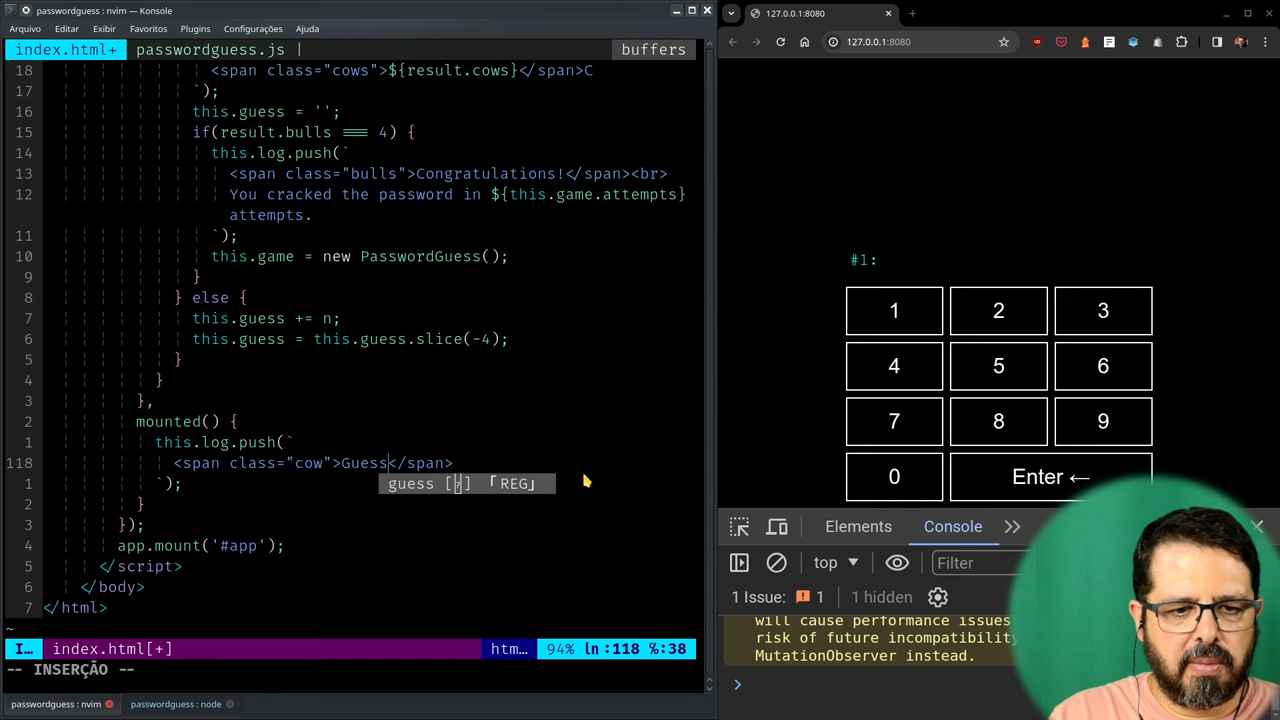 passwordguess : nvim — Konsole
Arquivo Editar Exibir Favoritos Plugins Configurações Ajuda
index.html+ passwordguess.js | buffers
18 <span class="cows">${result.cows}</span>C
17 `);
16 this.guess = '';
15 if(result.bulls === 4) {
14 this.log.push(`
13 <span class="bulls">Congratulations!</span><br>
12 You cracked the password in ${this.game.attempts}
attempts.
11 `);
10 this.game = new PasswordGuess();
9 }
8 } else {
7 this.guess += n;
6 this.guess = this.guess.slice(-4);
5 }
4 }
3 },
2 mounted() {
1 this.log.push(`
118 <span class="cow">Guess</span>
guess [?] 「REG」
1 `);
2 }
3 });
4 app.mount('#app');
5 </script>
6 </body>
7 </html>
~
I… index.html[+] htm… 94% ln:118 %:38
-- INSERÇÃO --
passwordguess : nvim passwordguess : node
127.0.0.1:8080
127.0.0.1:8080
#1:
1 2 3
4 5 6
7 8 9
0 Enter ←
Elements Console
top Filter
1 Issue: 1 1 hidden
will cause performance issues
risk of future incompatibility
MutationObserver instead.